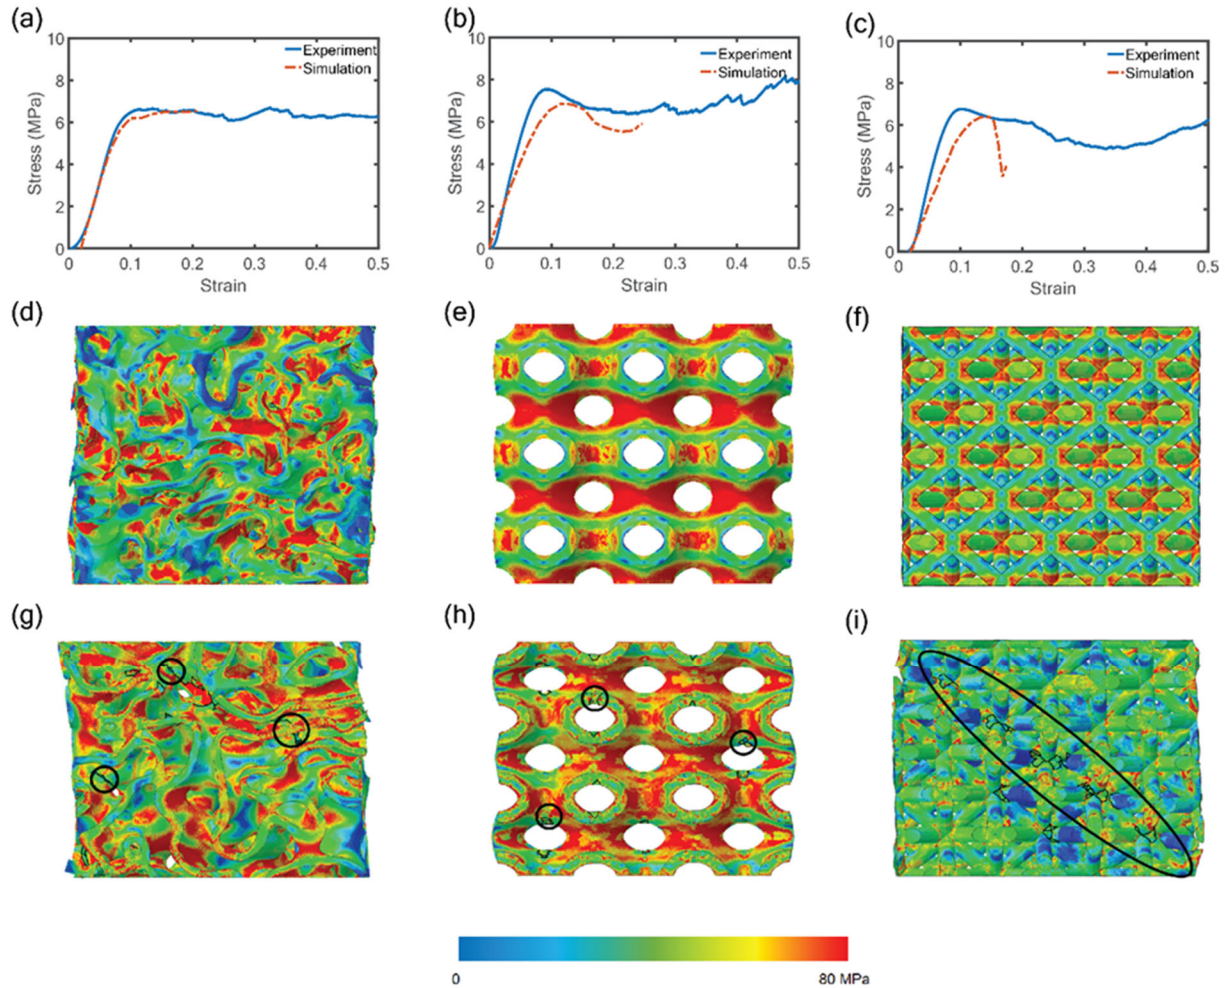 (a)
10
8
6
4
2
0
Stress (MPa)
Experiment
Simulation
0 0.1 0.2 0.3 0.4 0.5
Strain
(b)
10
8
6
4
2
0
Stress (MPa)
Experiment
Simulation
0 0.1 0.2 0.3 0.4 0.5
Strain
(c)
10
8
6
4
2
0
Stress (MPa)
Experiment
Simulation
0 0.1 0.2 0.3 0.4 0.5
Strain
(d)
(e)
(f)
(g)
(h)
(i)
0 80 MPa